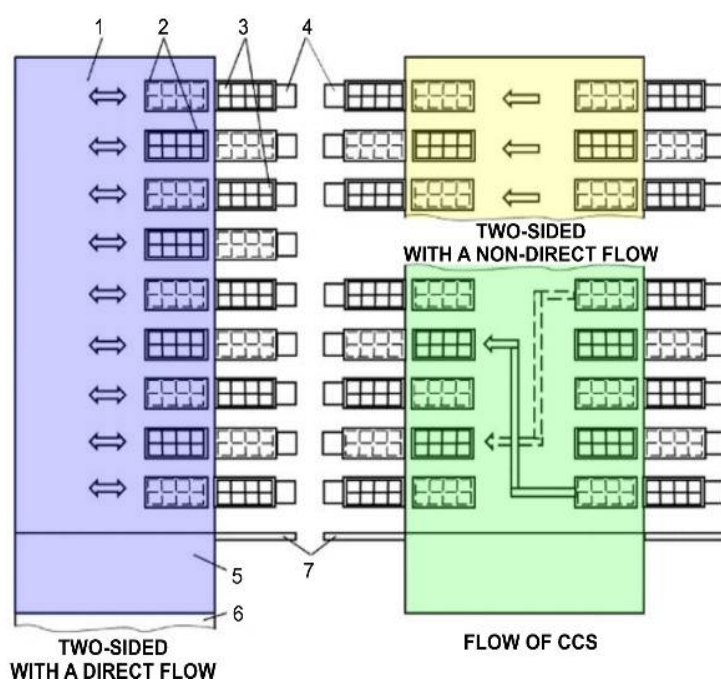 1 2 3 4
TWO-SIDED
WITH A NON-DIRECT FLOW
5
7
6
TWO-SIDED
WITH A DIRECT FLOW
FLOW OF CCS